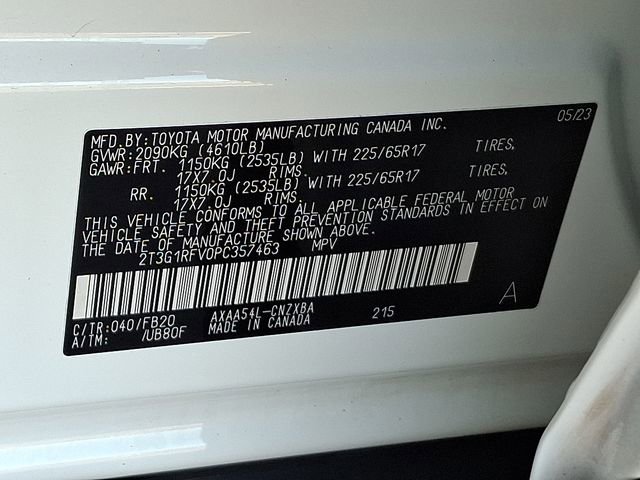 05/23
MFD.BY:TOYOTA MOTOR MANUFACTURING CANADA INC.
GVWR:2090KG (4610LB)
GAWR:FRT. 1150KG (2535LB) WITH 225/65R17 TIRES,
17X7.0J RIMS.
RR. 1150KG (2535LB) WITH 225/65R17 TIRES,
17X7.0J RIMS.
THIS VEHICLE CONFORMS TO ALL APPLICABLE FEDERAL MOTOR
VEHICLE SAFETY AND THEFT PREVENTION STANDARDS IN EFFECT ON
THE DATE OF MANUFACTURE SHOWN ABOVE.
2T3G1RFV0PC357463 MPV
C/TR:040/FB20 AXAA54L-CNZXBA 215 A
A/TM: /UB80F MADE IN CANADA